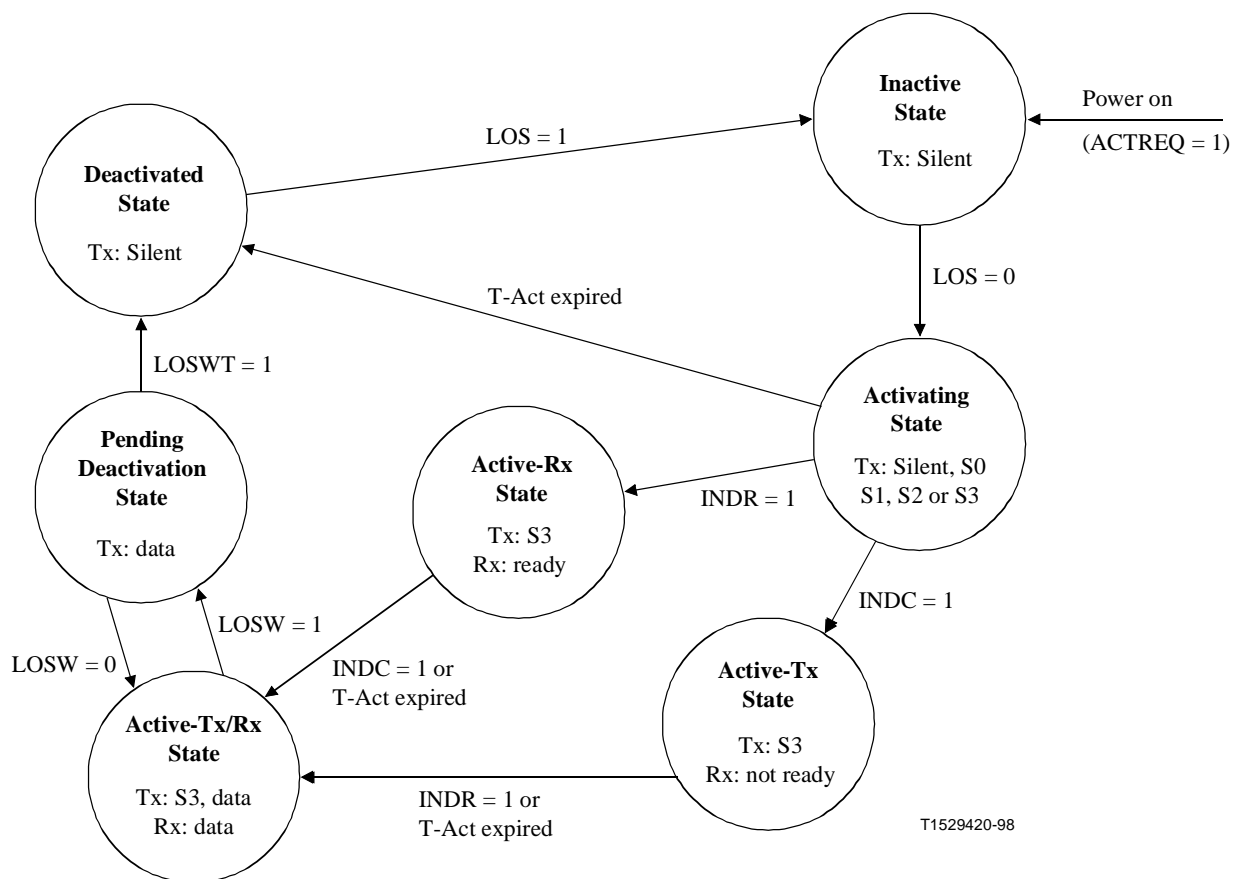 Inactive
State
Tx: Silent
Power on
(ACTREQ = 1)
LOS = 1
Deactivated
State
Tx: Silent
LOS = 0
T-Act expired
LOSWT = 1
Activating
State
Tx: Silent, S0
S1, S2 or S3
Pending
Deactivation
State
Tx: data
Active-Rx
State
Tx: S3
Rx: ready
INDR = 1
INDC = 1
LOSW = 1
LOSW = 0
INDC = 1 or
T-Act expired
Active-Tx
State
Tx: S3
Rx: not ready
Active-Tx/Rx
State
Tx: S3, data
Rx: data
INDR = 1 or
T-Act expired
T1529420-98